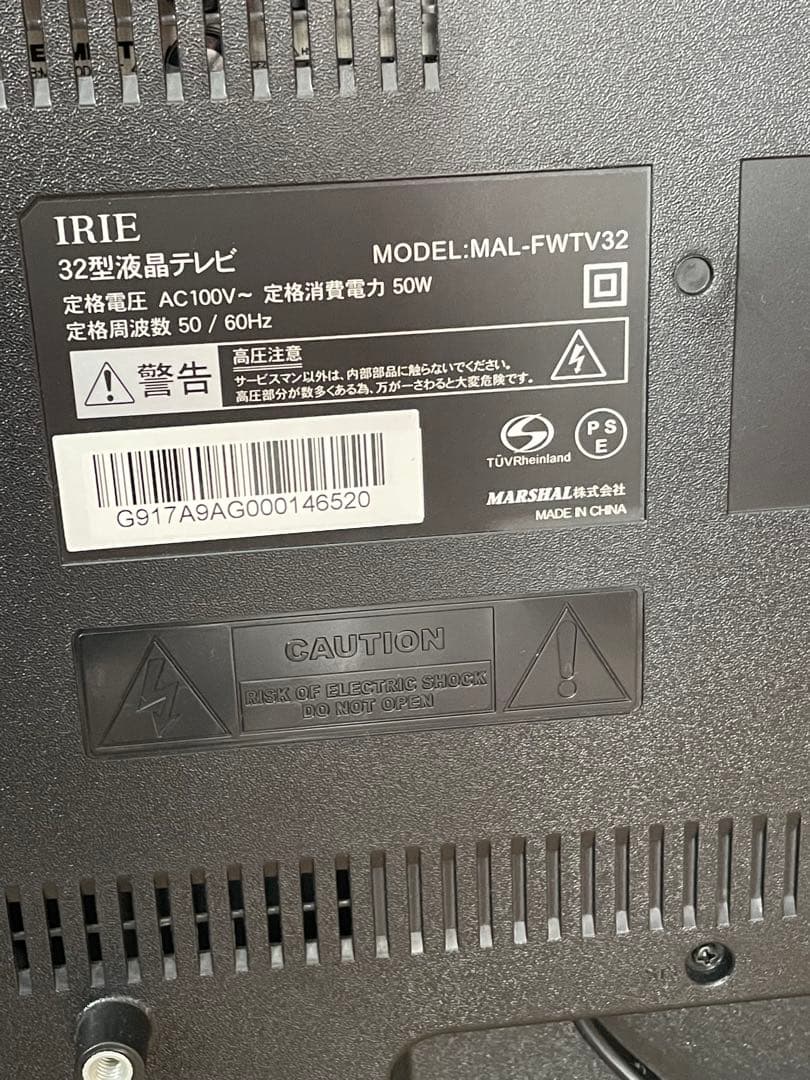 IRIE
32型液晶テレビ
MODEL:MAL-FWTV32
定格電圧 AC100V～ 定格消費電力 50W
定格周波数 50 / 60Hz
警告
高圧注意
サービスマン以外は、内部部品に触らないでください。
高圧部分が数多くある為、万が一さわると大変危険です。
TÜVRheinland
PS
E
G917A9AG000146520
MARSHAL株式会社
MADE IN CHINA
CAUTION
RISK OF ELECTRIC SHOCK
DO NOT OPEN